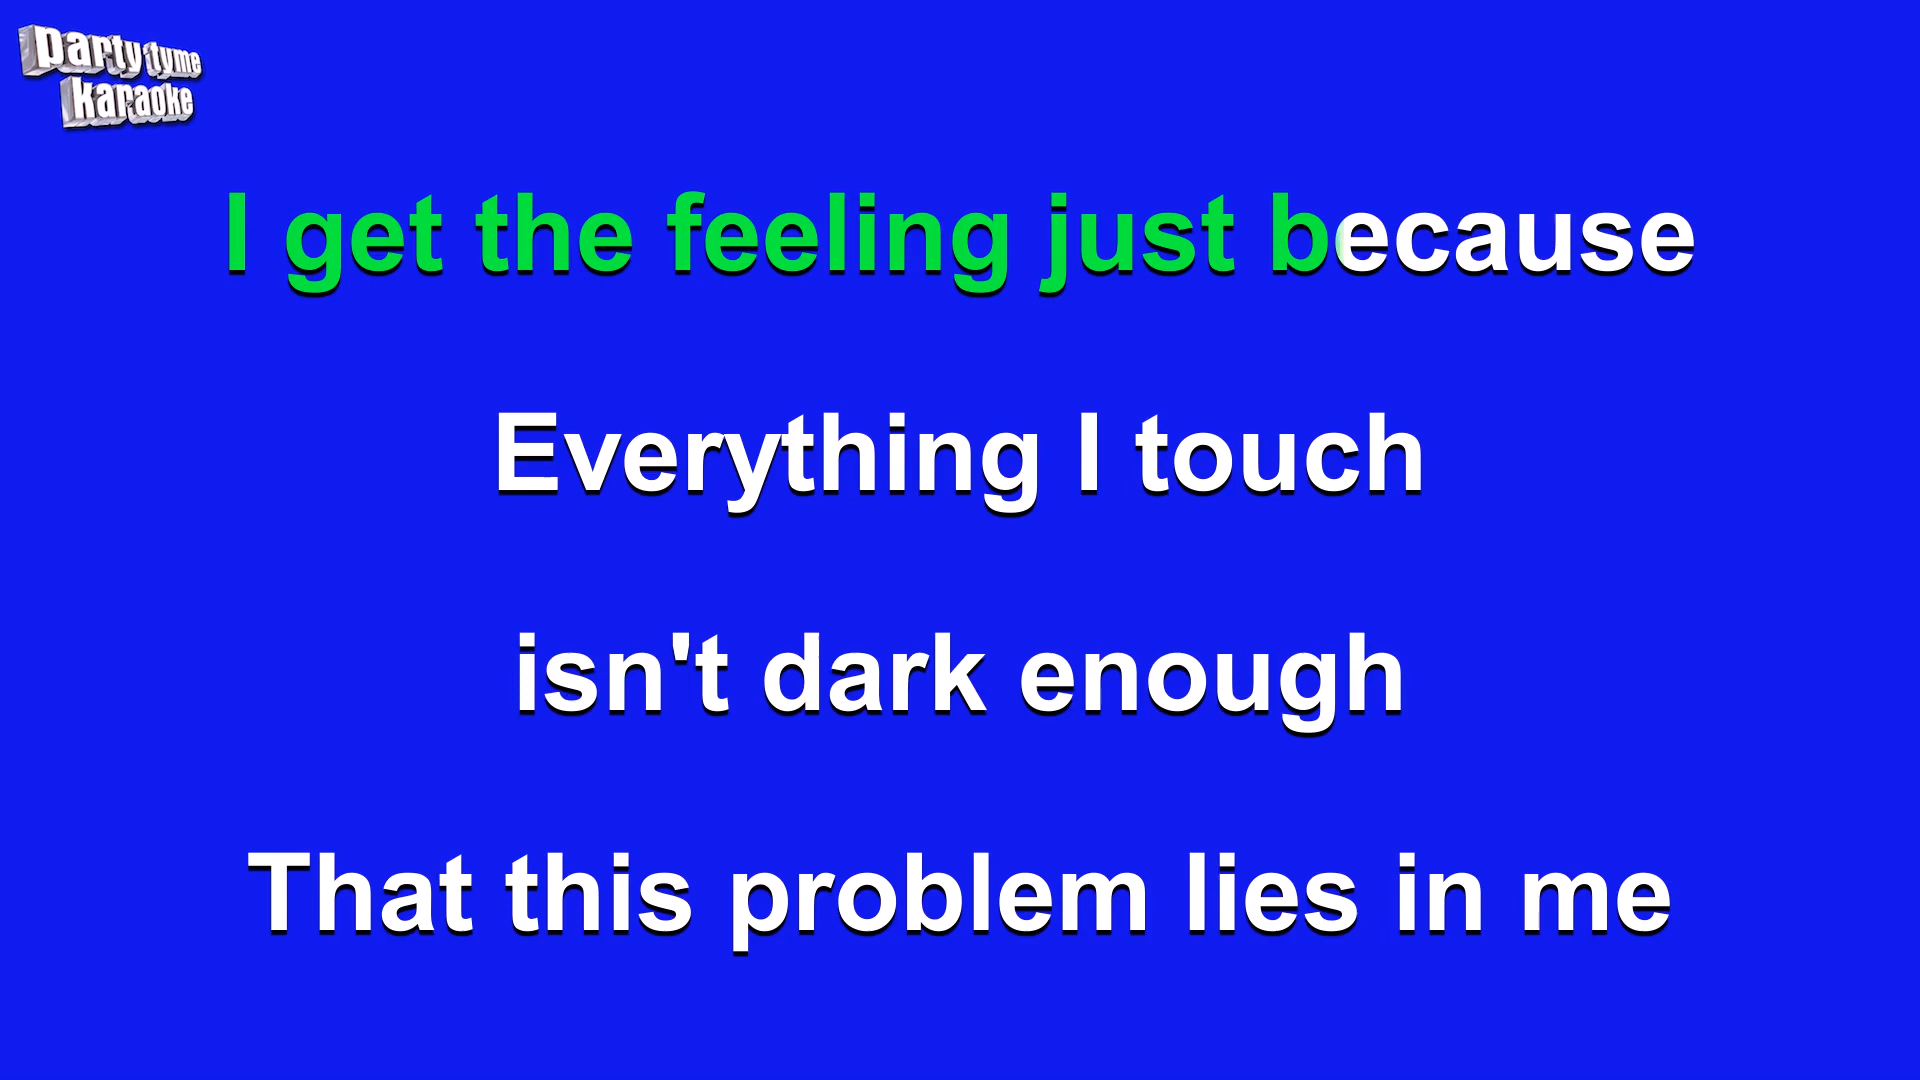 party tyme
karaoke
I get the feeling just because
Everything I touch
isn't dark enough
That this problem lies in me